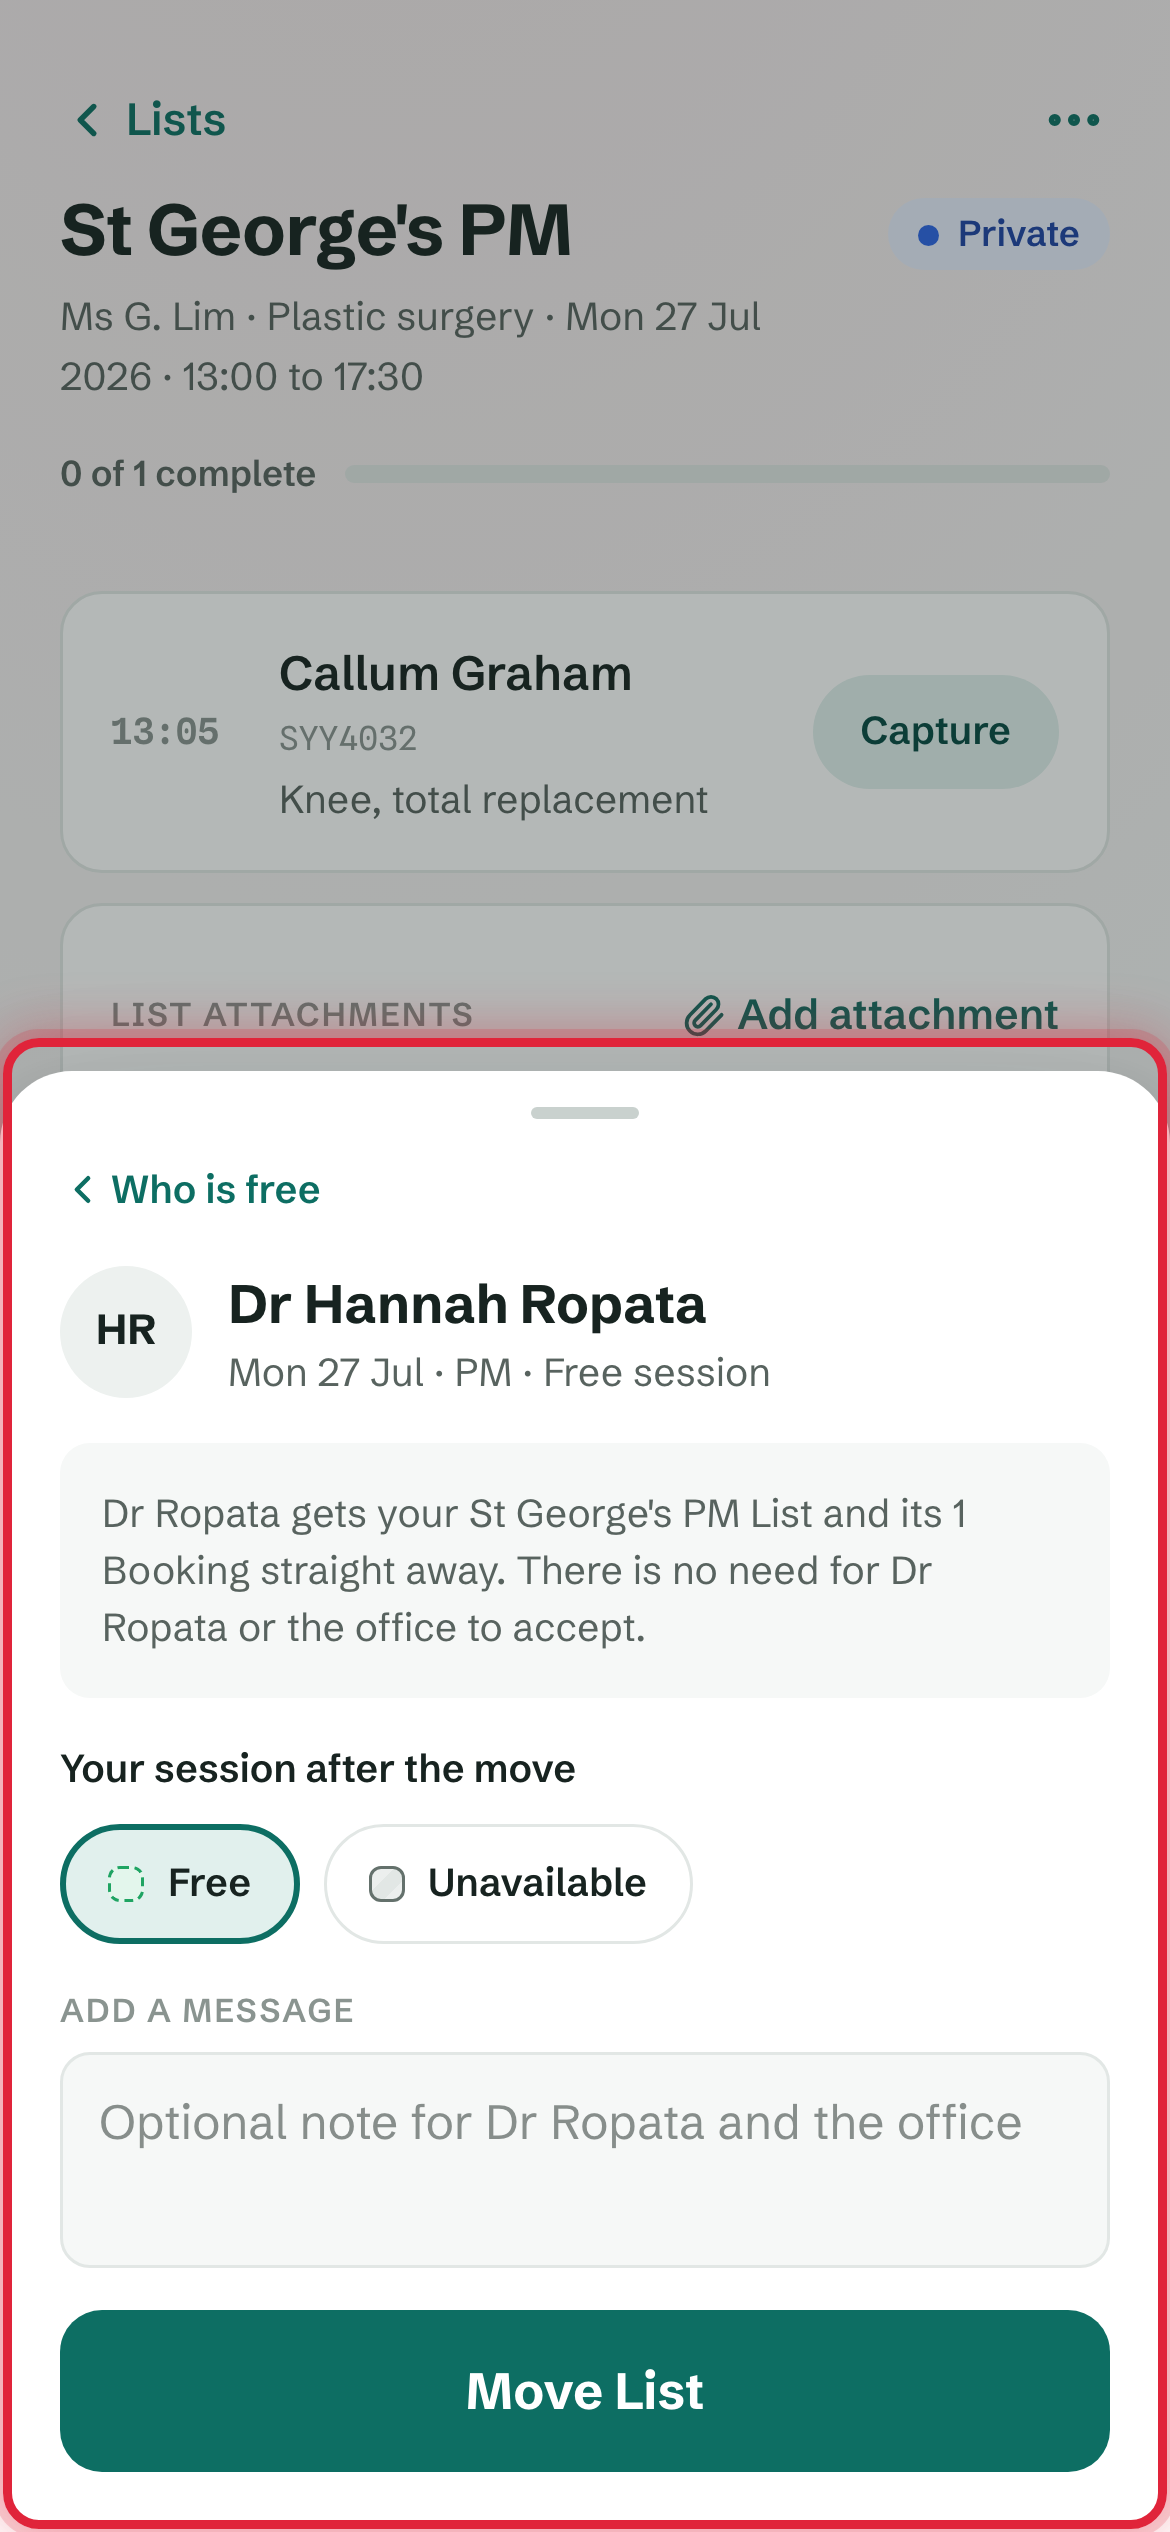 Lists
St George's PM
Private
Ms G. Lim · Plastic surgery · Mon 27 Jul
2026 · 13:00 to 17:30
0 of 1 complete
13:05
Callum Graham
SYY4032
Knee, total replacement
Capture
LIST ATTACHMENTS
Add attachment
Who is free
HR
Dr Hannah Ropata
Mon 27 Jul · PM · Free session
Dr Ropata gets your St George's PM List and its 1
Booking straight away. There is no need for Dr
Ropata or the office to accept.
Your session after the move
Free
Unavailable
ADD A MESSAGE
Optional note for Dr Ropata and the office
Move List